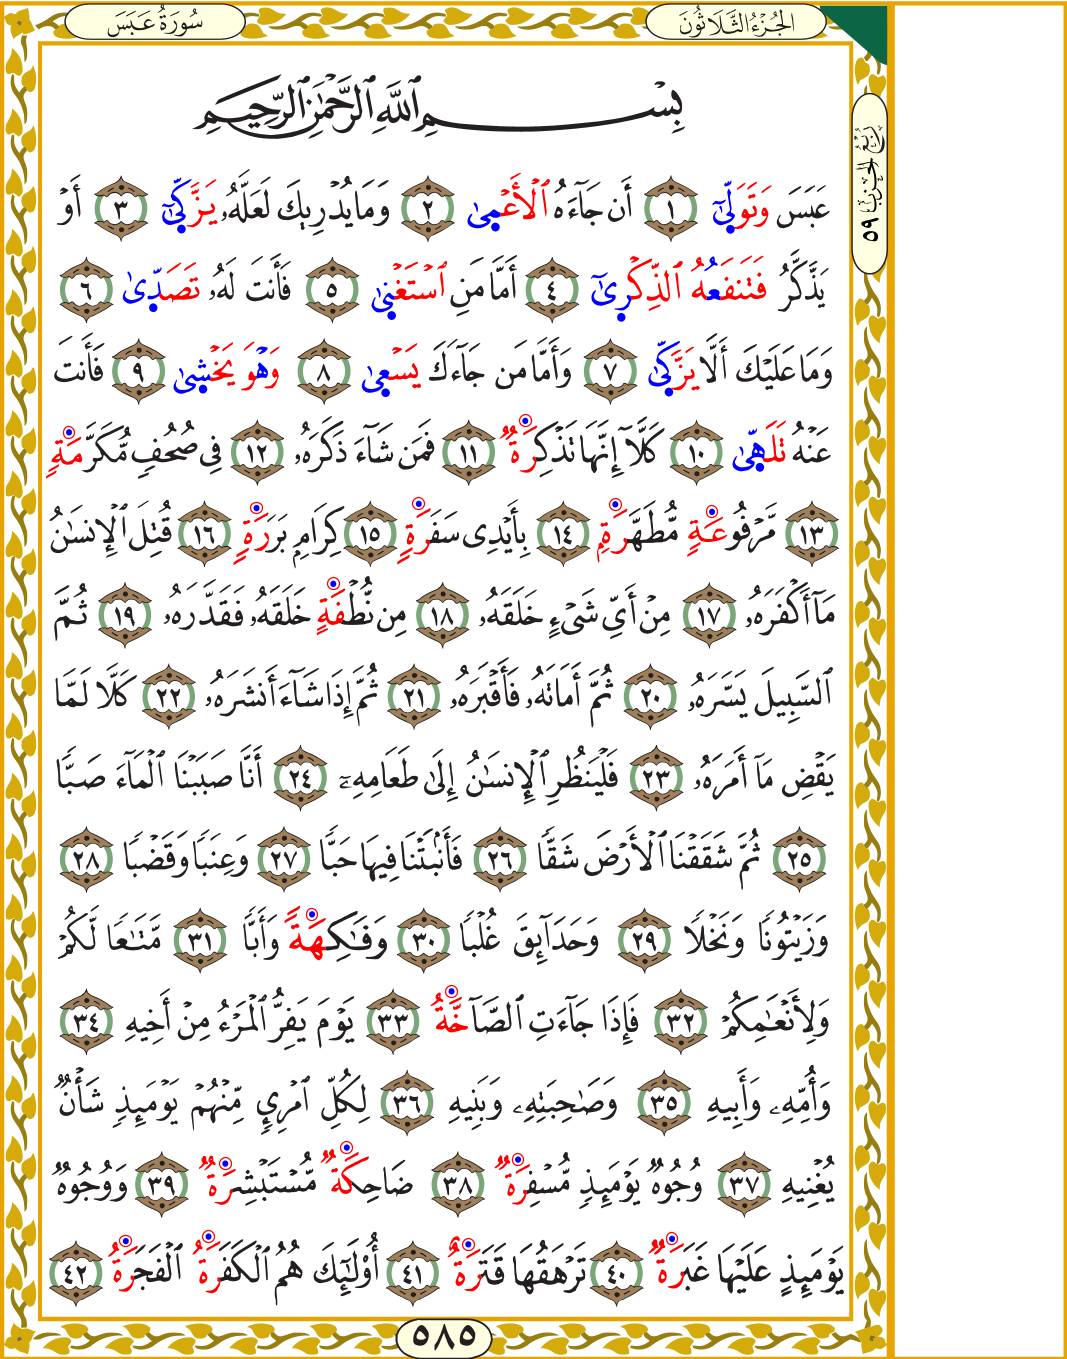 الجُزْءُ الثَّلَاثُونَ
سُورَةُ عَبَسَ
رُبْعُ الحِزْب ٥٩
بِسْمِ ٱللَّهِ ٱلرَّحْمَٰنِ ٱلرَّحِيمِ
عَبَسَ وَتَوَلّٜيٰٓ ١ أَن جَآءَهُ ٱلْأَعْمٜيٰ ٢ وَمَا يُدْرِيكَ لَعَلَّهُۥ يَزَّكّٜيٰٓ ٣ أَوْ
يَذَّكَّرُ فَتَنفَعُهُ ٱلذِّكْرٜيٰٓ ٤ أَمَّا مَنِ ٱسْتَغْنٜيٰ ٥ فَأَنتَ لَهُۥ تَصَدّٜيٰ ٦
وَمَا عَلَيْكَ أَلَّا يَزَّكّٜيٰ ٧ وَأَمَّا مَن جَآءَكَ يَسْعٜيٰ ٨ وَهْوَ يَخْشٜيٰ ٩ فَأَنتَ
عَنْهُ تَلَهّٜيٰ ١٠ كَلَّآ إِنَّهَا تَذْكِرَةٌ ١١ فَمَن شَآءَ ذَكَرَهُۥ ١٢ فِي صُحُفٍ مُّكَرَّمَةٍ
١٣ مَّرْفُوعَةٍ مُّطَهَّرَةٍۭ ١٤ بِأَيْدِي سَفَرَةٍ ١٥ كِرَامٍۭ بَرَرَةٍ ١٦ قُتِلَ ٱلْإِنسَٰنُ
مَآ أَكْفَرَهُۥ ١٧ مِنْ أَيِّ شَيْءٍ خَلَقَهُۥ ١٨ مِن نُّطْفَةٍ خَلَقَهُۥ فَقَدَّرَهُۥ ١٩ ثُمَّ
ٱلسَّبِيلَ يَسَّرَهُۥ ٢٠ ثُمَّ أَمَاتَهُۥ فَأَقْبَرَهُۥ ٢١ ثُمَّ إِذَا شَآءَ أَنشَرَهُۥ ٢٢ كَلَّا لَمَّا
يَقْضِ مَآ أَمَرَهُۥ ٢٣ فَلْيَنظُرِ ٱلْإِنسَٰنُ إِلَىٰ طَعَامِهِۦٓ ٢٤ أَنَّا صَبَبْنَا ٱلْمَآءَ صَبًّا
٢٥ ثُمَّ شَقَقْنَا ٱلْأَرْضَ شَقًّا ٢٦ فَأَنۢبَتْنَا فِيهَا حَبًّا ٢٧ وَعِنَبًا وَقَضْبًا ٢٨
وَزَيْتُونًا وَنَخْلًا ٢٩ وَحَدَآئِقَ غُلْبًا ٣٠ وَفَٰكِهَةً وَأَبًّا ٣١ مَّتَٰعًا لَّكُمْ
وَلِأَنْعَٰمِكُمْ ٣٢ فَإِذَا جَآءَتِ ٱلصَّآخَّةُ ٣٣ يَوْمَ يَفِرُّ ٱلْمَرْءُ مِنْ أَخِيهِ ٣٤
وَأُمِّهِۦ وَأَبِيهِ ٣٥ وَصَٰحِبَتِهِۦ وَبَنِيهِ ٣٦ لِكُلِّ ٱمْرِيٕٖ مِّنْهُمْ يَوْمَئِذٍ شَأْنٌ
يُغْنِيهِ ٣٧ وُجُوهٌ يَوْمَئِذٍ مُّسْفِرَةٌ ٣٨ ضَاحِكَةٌ مُّسْتَبْشِرَةٌ ٣٩ وَوُجُوهٌ
يَوْمَئِذٍ عَلَيْهَا غَبَرَةٌ ٤٠ تَرْهَقُهَا قَتَرَةٌ ٤١ أُوْلَٰٓئِكَ هُمُ ٱلْكَفَرَةُ ٱلْفَجَرَةُ ٤٢
٥٨٥